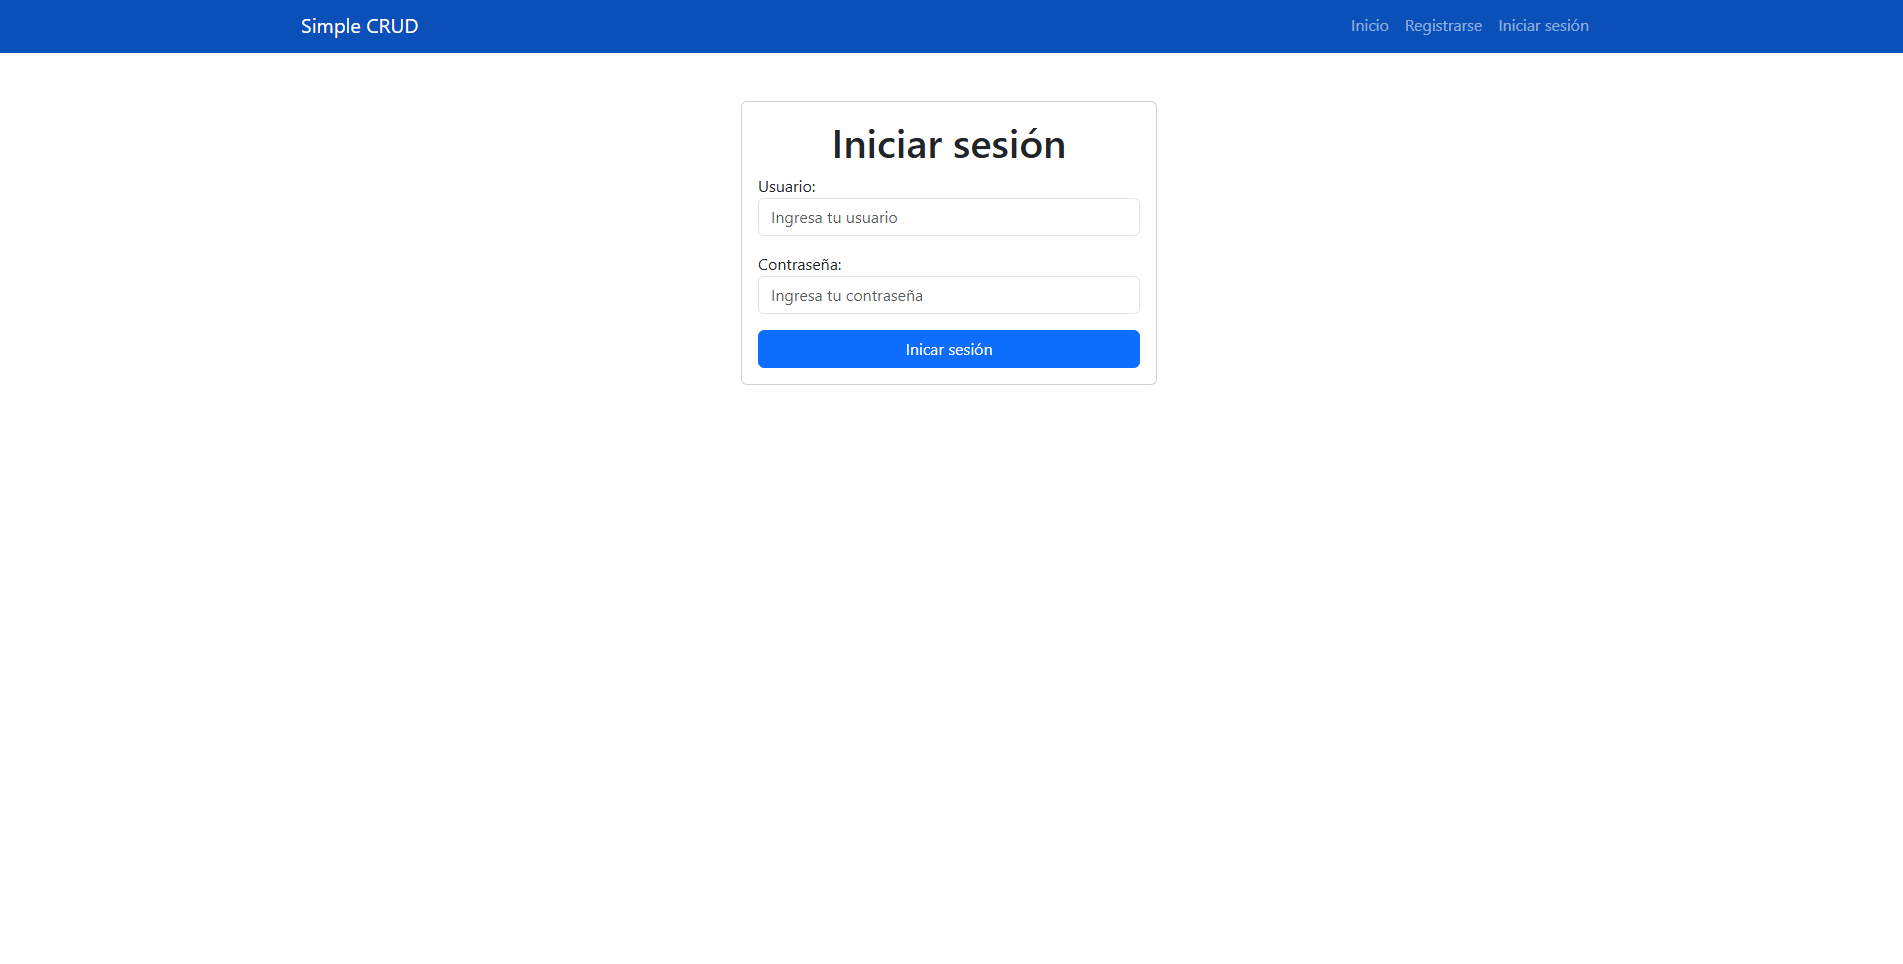 Simple CRUD
Inicio Registrarse Iniciar sesión
Iniciar sesión
Usuario:
Ingresa tu usuario
Contraseña:
Ingresa tu contraseña
Inicar sesión